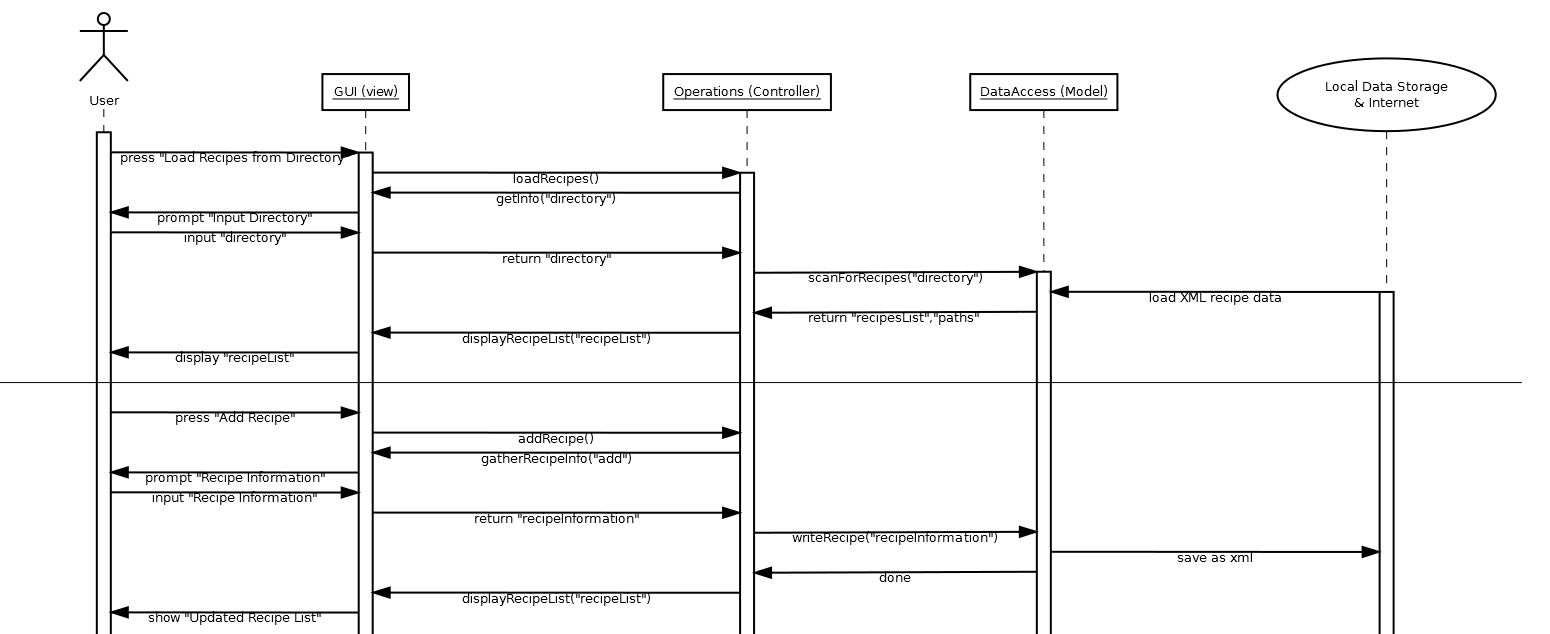 User
GUI (view)
Operations (Controller)
DataAccess (Model)
Local Data Storage
& Internet
press "Load Recipes from Directory"
loadRecipes()
getInfo("directory")
prompt "Input Directory"
input "directory"
return "directory"
scanForRecipes("directory")
load XML recipe data
return "recipesList","paths"
displayRecipeList("recipeList")
display "recipeList"
press "Add Recipe"
addRecipe()
gatherRecipeInfo("add")
prompt "Recipe Information"
input "Recipe Information"
return "recipeInformation"
writeRecipe("recipeInformation")
save as xml
done
displayRecipeList("recipeList")
show "Updated Recipe List"